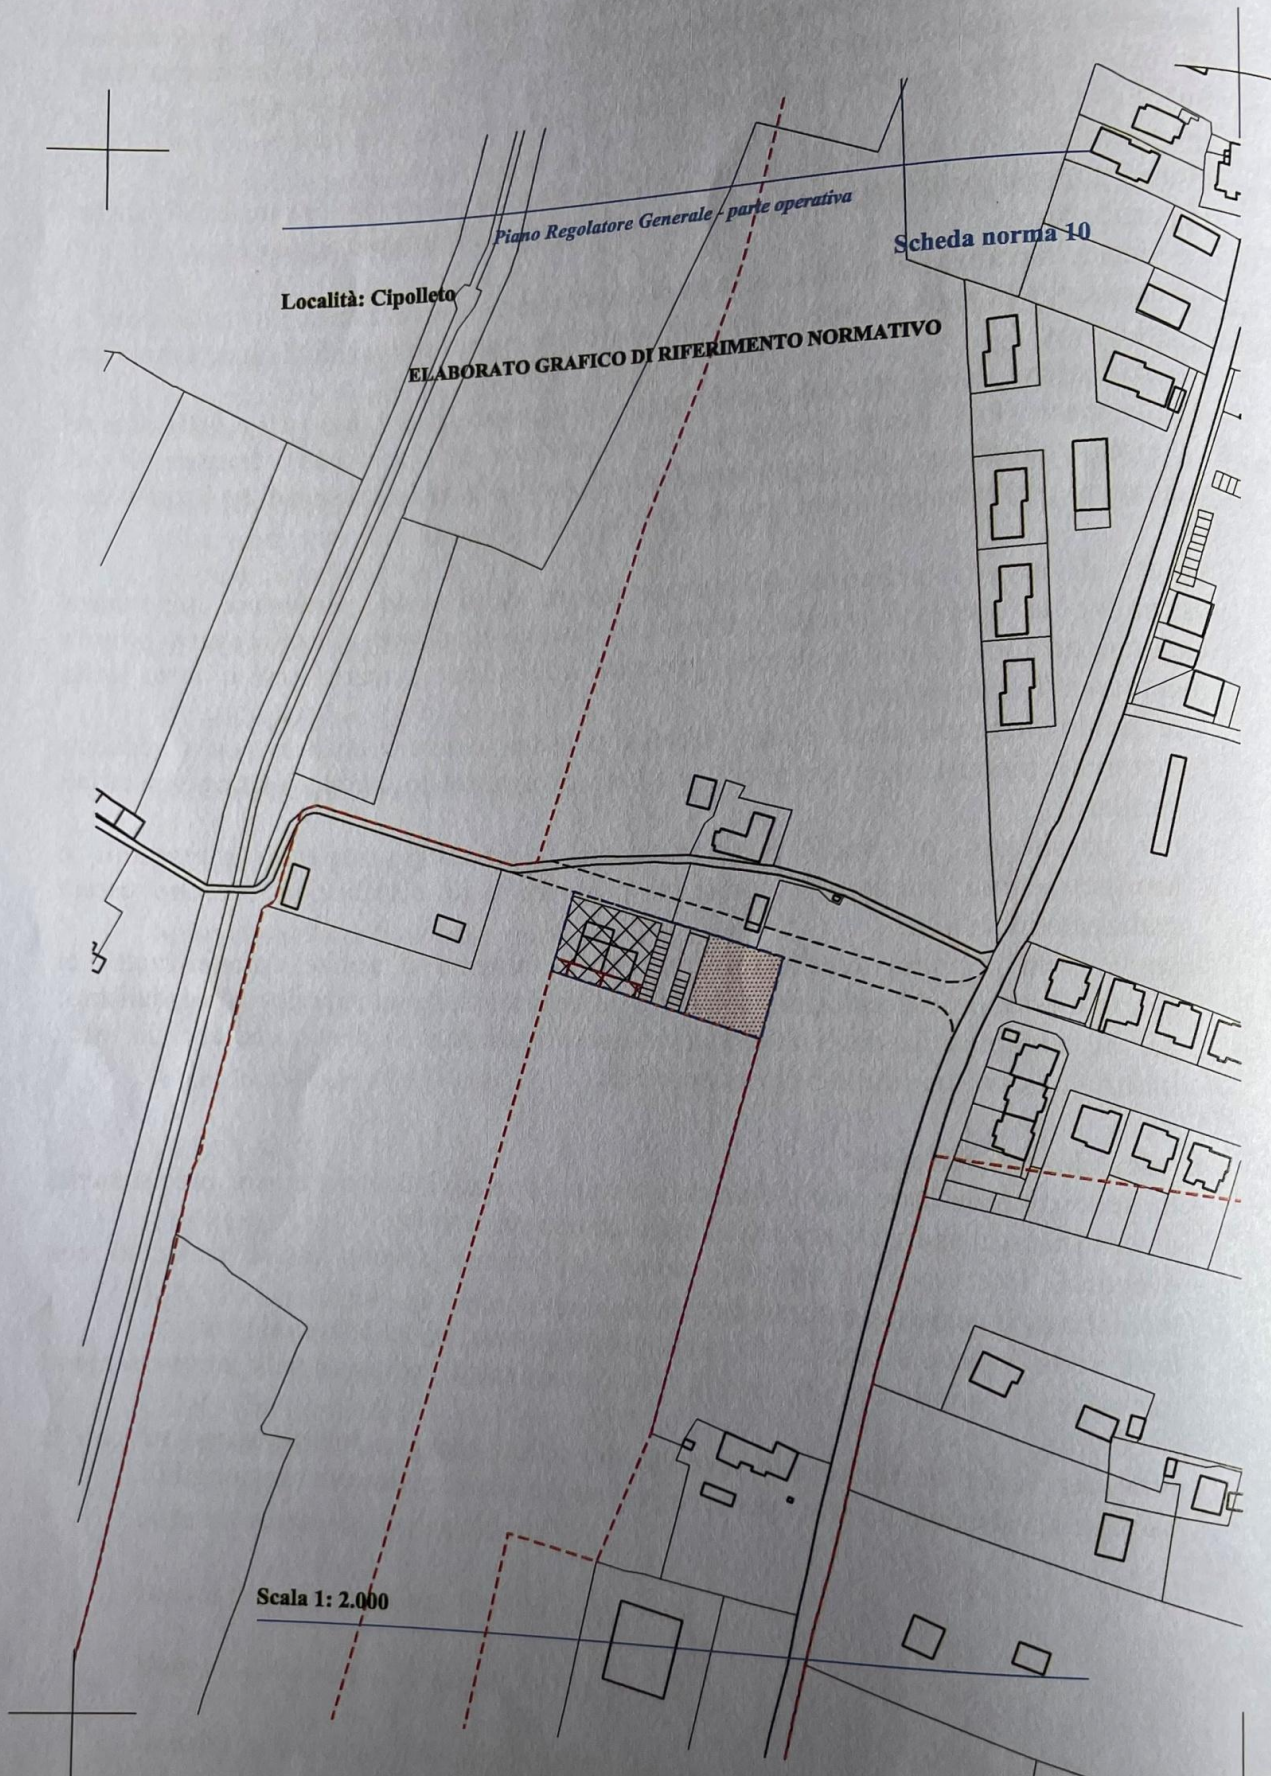 Piano Regolatore Generale - parte operativa
Scheda norma 10
Località: Cipolleto
ELABORATO GRAFICO DI RIFERIMENTO NORMATIVO
Scala 1: 2.000